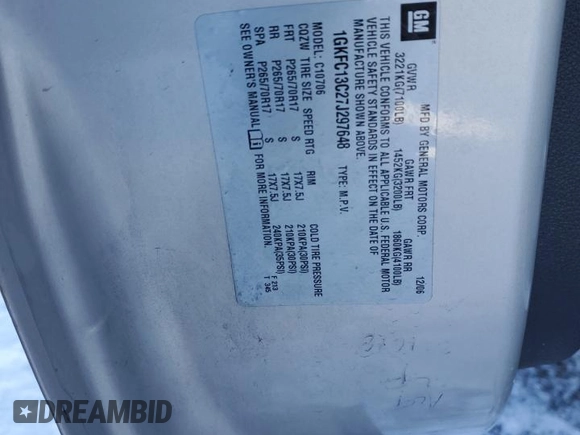 GM
MFD BY GENERAL MOTORS CORP. 12/06
GVWR GAWR FRT GAWR RR
3221KG(7100LB) 1452KG(3200LB) 1860KG(4100LB)
THIS VEHICLE CONFORMS TO ALL APPLICABLE U.S. FEDERAL MOTOR
VEHICLE SAFETY STANDARDS IN EFFECT ON THE DATE OF
MANUFACTURE SHOWN ABOVE.
1GKFC13C27J297648 TYPE: M.P.V.
MODEL: C10706
CQZW TIRE SIZE SPEED RTG RIM COLD TIRE PRESSURE
FRT P265/70R17 S 17X7.5J 210KPA(30PSI)
RR P265/70R17 S 17X7.5J 210KPA(30PSI)
SPA P265/70R17 S 17X7.5J 240KPA(35PSI)
SEE OWNER'S MANUAL FOR MORE INFORMATION. F 213
T 345
DREAMBID